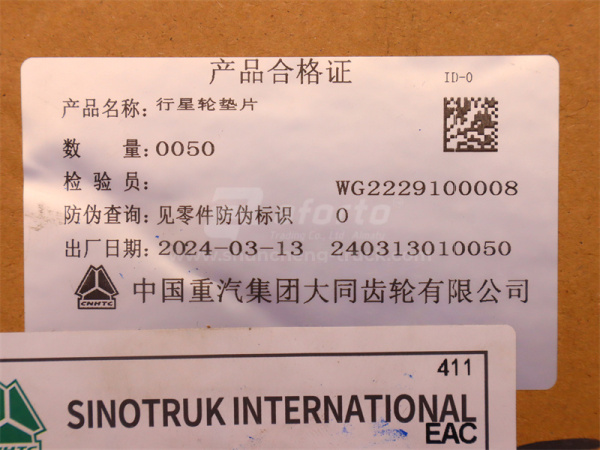 产品合格证
ID-0
产品名称: 行星轮垫片
数 量: 0050
检 验 员:
WG2229100008
防伪查询: 见零件防伪标识 0
出厂日期: 2024-03-13 240313010050
CNHTC 中国重汽集团大同齿轮有限公司
411
SINOTRUK INTERNATIONAL
EAC
CNHTC